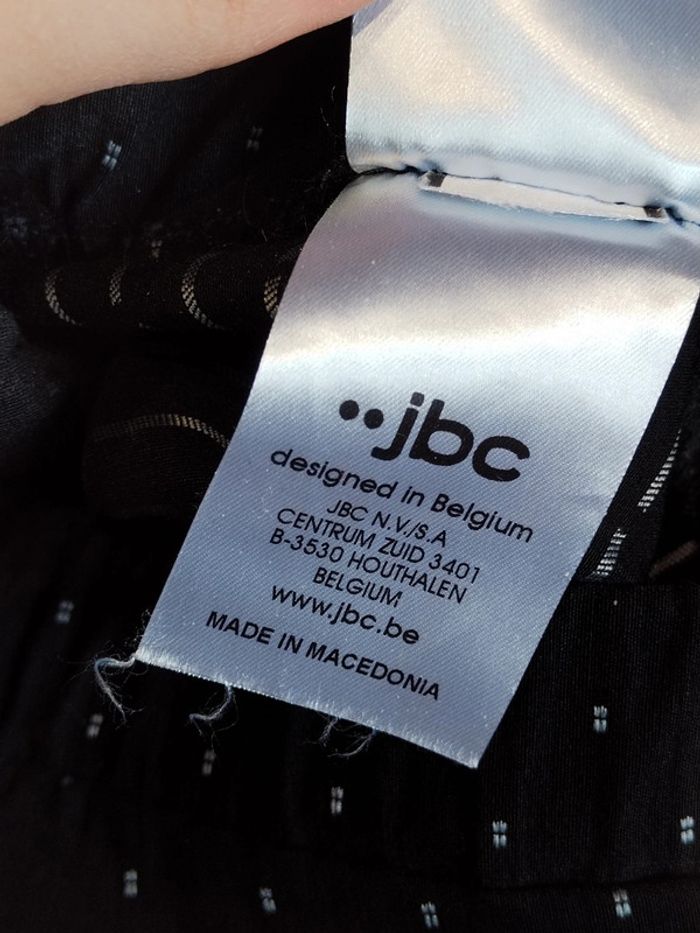 jbc
designed in Belgium
JBC N.V./S.A
CENTRUM ZUID 3401
B-3530 HOUTHALEN
BELGIUM
www.jbc.be
MADE IN MACEDONIA